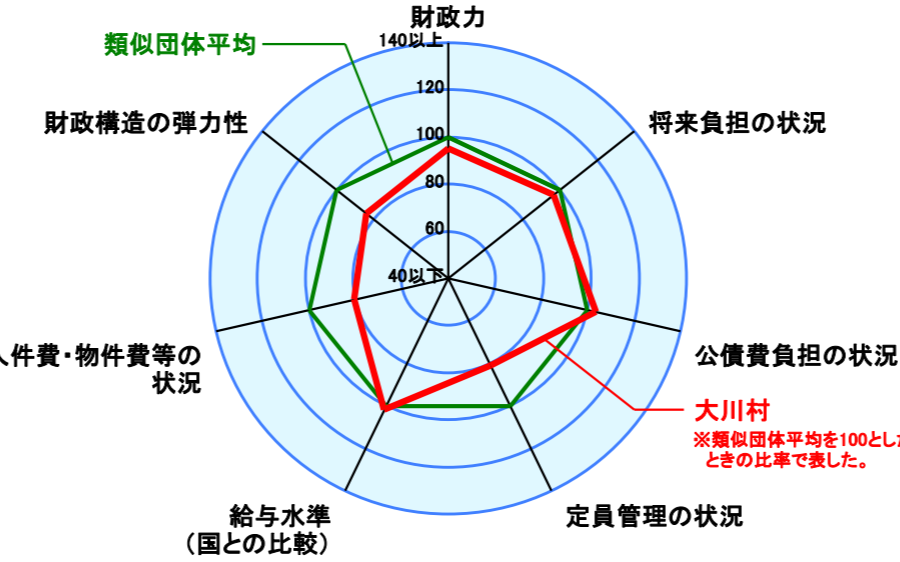 財政力
140以上
類似団体平均
120
財政構造の弾力性
将来負担の状況
100
80
60
40以下
人件費・物件費等の
状況
公債費負担の状況
大川村
※類似団体平均を100とした
ときの比率で表した。
給与水準
(国との比較)
定員管理の状況